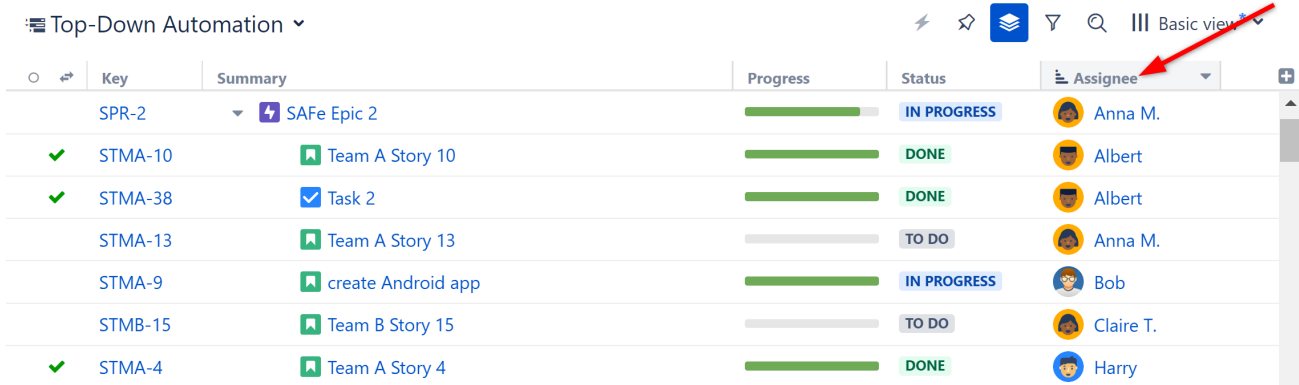 Top-Down Automation
Basic view*
Key Summary Progress Status Assignee
SPR-2 SAFe Epic 2 IN PROGRESS Anna M.
STMA-10 Team A Story 10 DONE Albert
STMA-38 Task 2 DONE Albert
STMA-13 Team A Story 13 TO DO Anna M.
STMA-9 create Android app IN PROGRESS Bob
STMB-15 Team B Story 15 TO DO Claire T.
STMA-4 Team A Story 4 DONE Harry